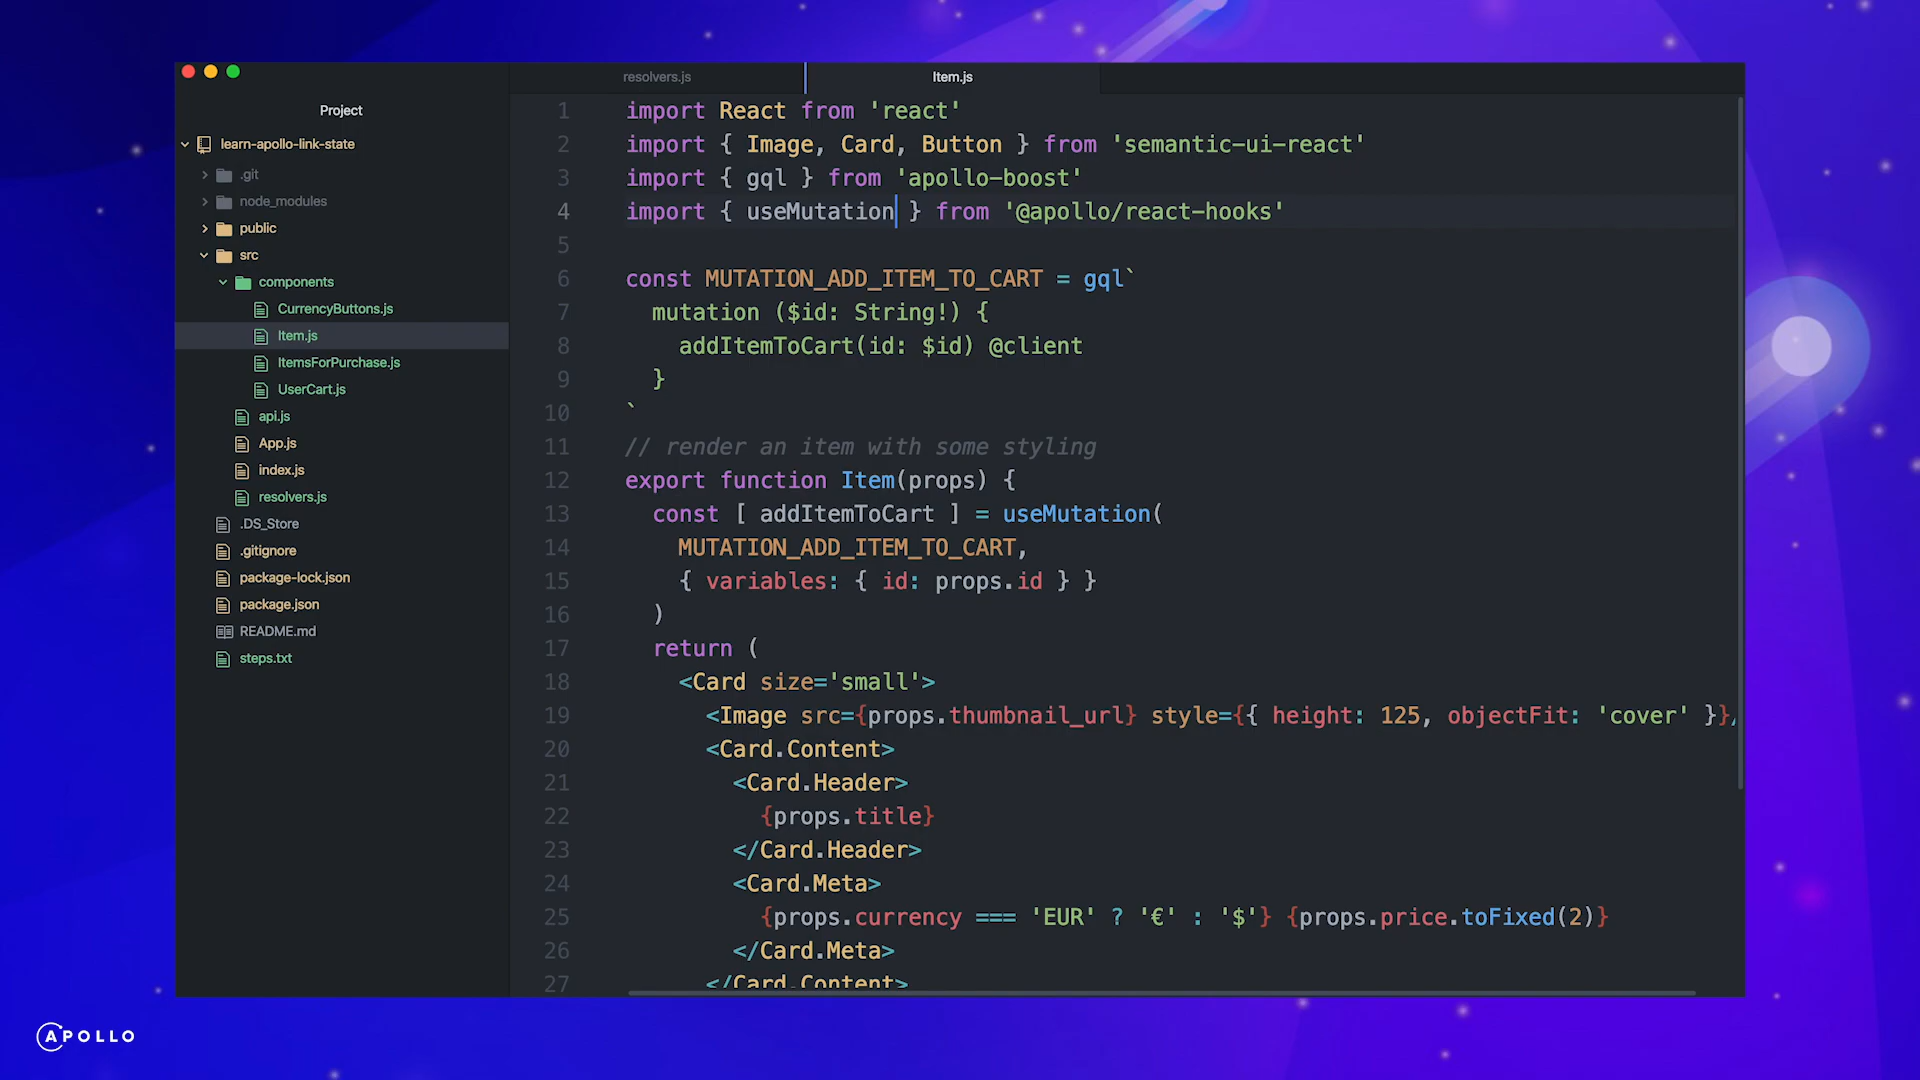 Project
learn-apollo-link-state
.git
node_modules
public
src
components
CurrencyButtons.js
Item.js
ItemsForPurchase.js
UserCart.js
api.js
App.js
index.js
resolvers.js
.DS_Store
.gitignore
package-lock.json
package.json
README.md
steps.txt
resolvers.js Item.js
1 import React from 'react'
2 import { Image, Card, Button } from 'semantic-ui-react'
3 import { gql } from 'apollo-boost'
4 import { useMutation } from '@apollo/react-hooks'
5
6 const MUTATION_ADD_ITEM_TO_CART = gql`
7 mutation ($id: String!) {
8 addItemToCart(id: $id) @client
9 }
10 `
11 // render an item with some styling
12 export function Item(props) {
13 const [ addItemToCart ] = useMutation(
14 MUTATION_ADD_ITEM_TO_CART,
15 { variables: { id: props.id } }
16 )
17 return (
18 <Card size='small'>
19 <Image src={props.thumbnail_url} style={{ height: 125, objectFit: 'cover' }}/
20 <Card.Content>
21 <Card.Header>
22 {props.title}
23 </Card.Header>
24 <Card.Meta>
25 {props.currency === 'EUR' ? '€' : '$'} {props.price.toFixed(2)}
26 </Card.Meta>
27 </Card.Content>
APOLLO